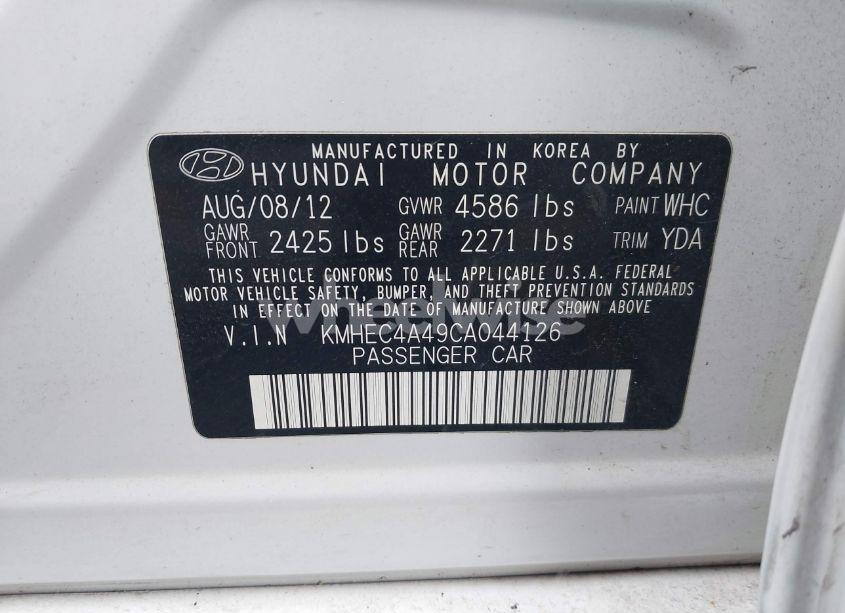 MANUFACTURED IN KOREA BY
HYUNDAI MOTOR COMPANY
AUG/08/12 GVWR 4586 lbs PAINT WHC
GAWR FRONT 2425 lbs GAWR REAR 2271 lbs TRIM YDA
THIS VEHICLE CONFORMS TO ALL APPLICABLE U.S.A. FEDERAL
MOTOR VEHICLE SAFETY, BUMPER, AND THEFT PREVENTION STANDARDS
IN EFFECT ON THE DATE OF MANUFACTURE SHOWN ABOVE
wheelwise
V.I.N KMHEC4A49CA044126
PASSENGER CAR